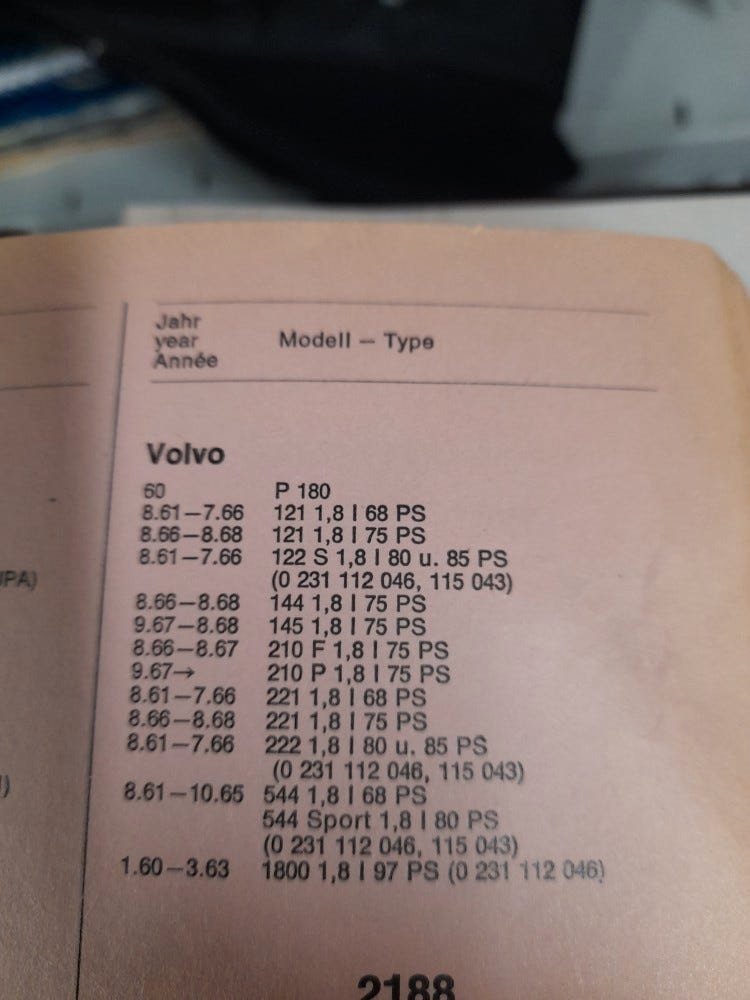 Jahr
year
Année
Modell – Type
Volvo
60 P 180
8.61–7.66 121 1,8 l 68 PS
8.66–8.68 121 1,8 l 75 PS
8.61–7.66 122 S 1,8 l 80 u. 85 PS
(0 231 112 046, 115 043)
8.66–8.68 144 1,8 l 75 PS
9.67–8.68 145 1,8 l 75 PS
8.66–8.67 210 F 1,8 l 75 PS
9.67→ 210 P 1,8 l 75 PS
8.61–7.66 221 1,8 l 68 PS
8.66–8.68 221 1,8 l 75 PS
8.61–7.66 222 1,8 l 80 u. 85 PS
(0 231 112 046, 115 043)
8.61–10.65 544 1,8 l 68 PS
544 Sport 1,8 l 80 PS
(0 231 112 046, 115 043)
1.60–3.63 1800 1,8 l 97 PS (0 231 112 046)
2188